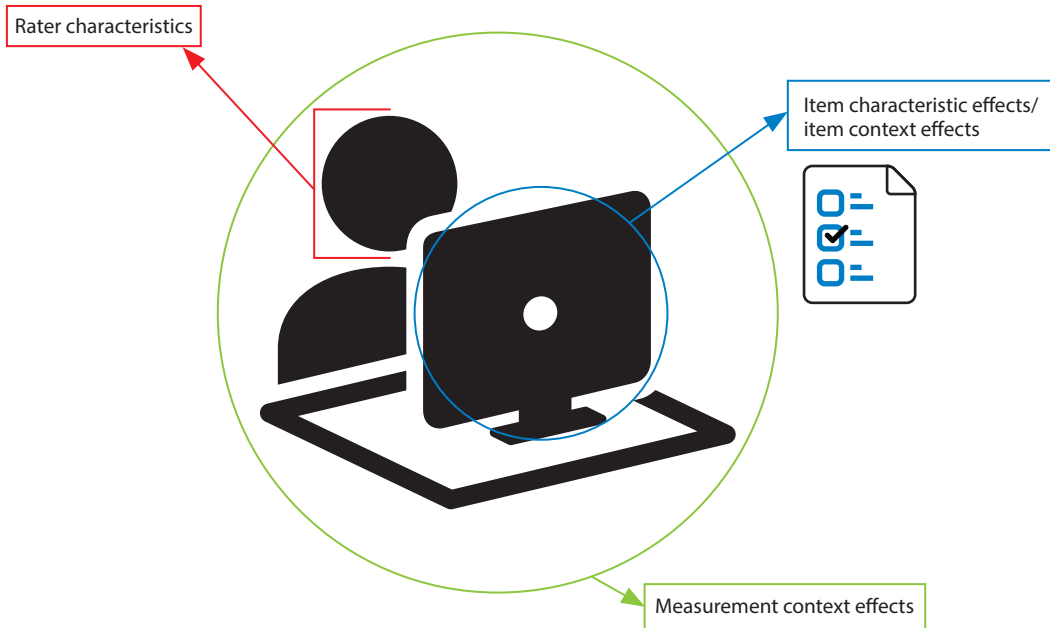 Rater characteristics
Item characteristic effects/
item context effects
Measurement context effects